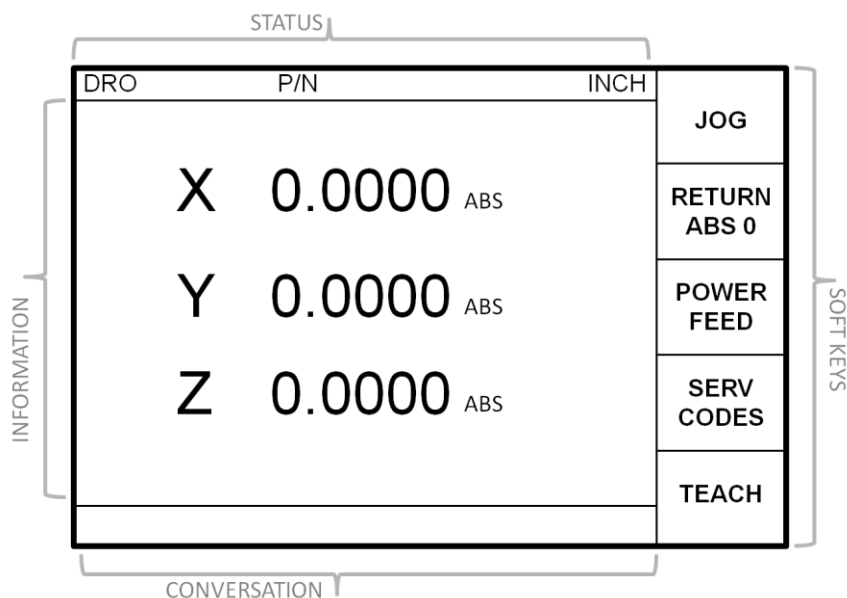 STATUS
DRO P/N INCH
JOG
X 0.0000 ABS
RETURN
ABS 0
Y 0.0000 ABS
POWER
FEED
Z 0.0000 ABS
SERV
CODES
TEACH
INFORMATION
SOFT KEYS
CONVERSATION